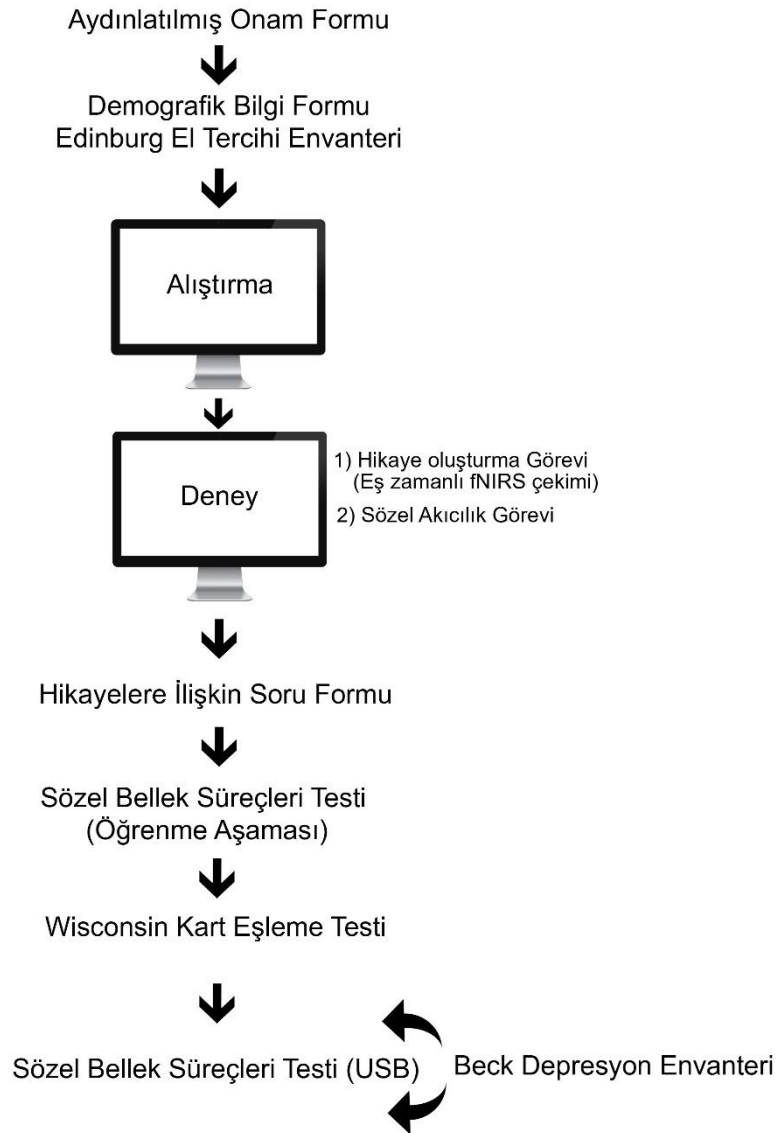 Aydınlatılmış Onam Formu
Demografik Bilgi Formu
Edinburg El Tercihi Envanteri
Alıştırma
Deney
1) Hikaye oluşturma Görevi
(Eş zamanlı fNIRS çekimi)
2) Sözel Akıcılık Görevi
Hikayelere İlişkin Soru Formu
Sözel Bellek Süreçleri Testi
(Öğrenme Aşaması)
Wisconsin Kart Eşleme Testi
Sözel Bellek Süreçleri Testi (USB)
Beck Depresyon Envanteri